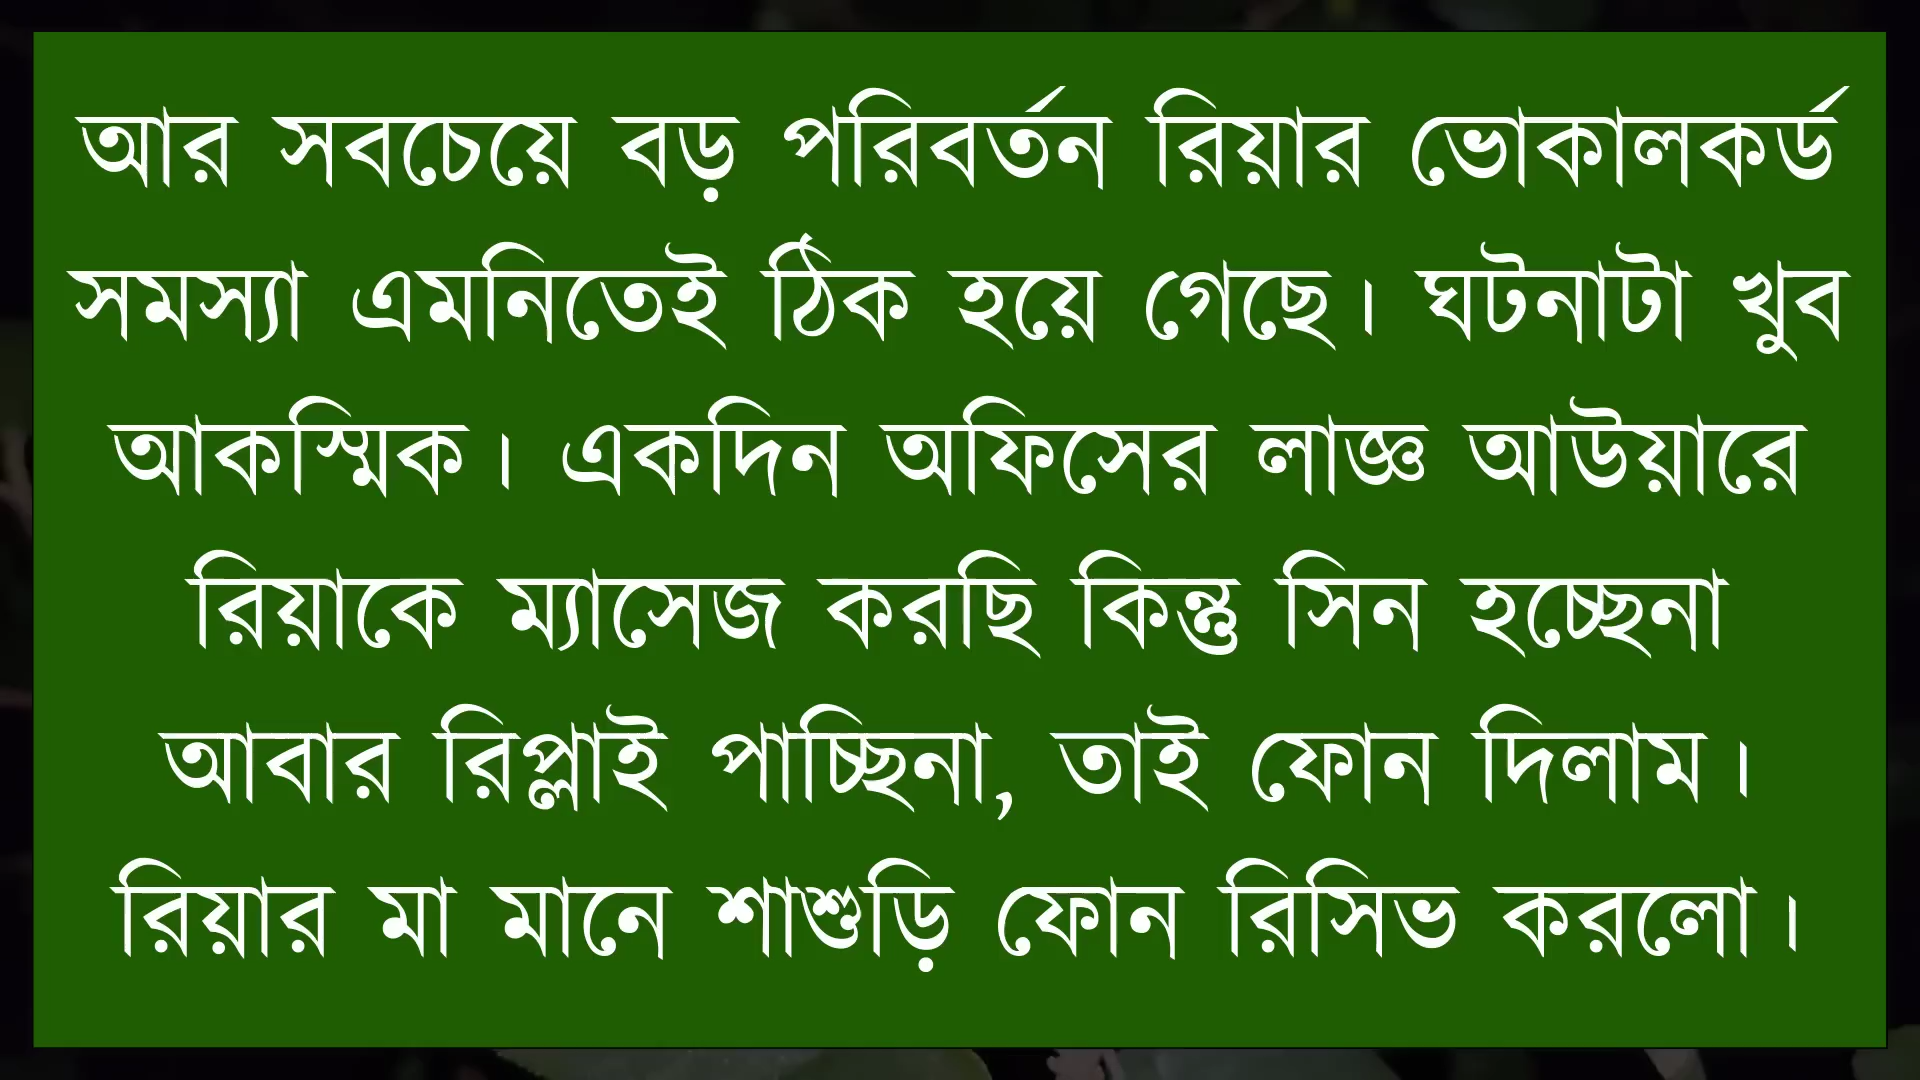 আর সবচেয়ে বড় পরিবর্তন রিয়ার ভোকালকর্ড
সমস্যা এমনিতেই ঠিক হয়ে গেছে। ঘটনাটা খুব
আকস্মিক। একদিন অফিসের লাজ্ঞ আউয়ারে
রিয়াকে ম্যাসেজ করছি কিন্তু সিন হচ্ছেনা
আবার রিপ্লাই পাচ্ছিনা, তাই ফোন দিলাম।
রিয়ার মা মানে শাশুড়ি ফোন রিসিভ করলো।